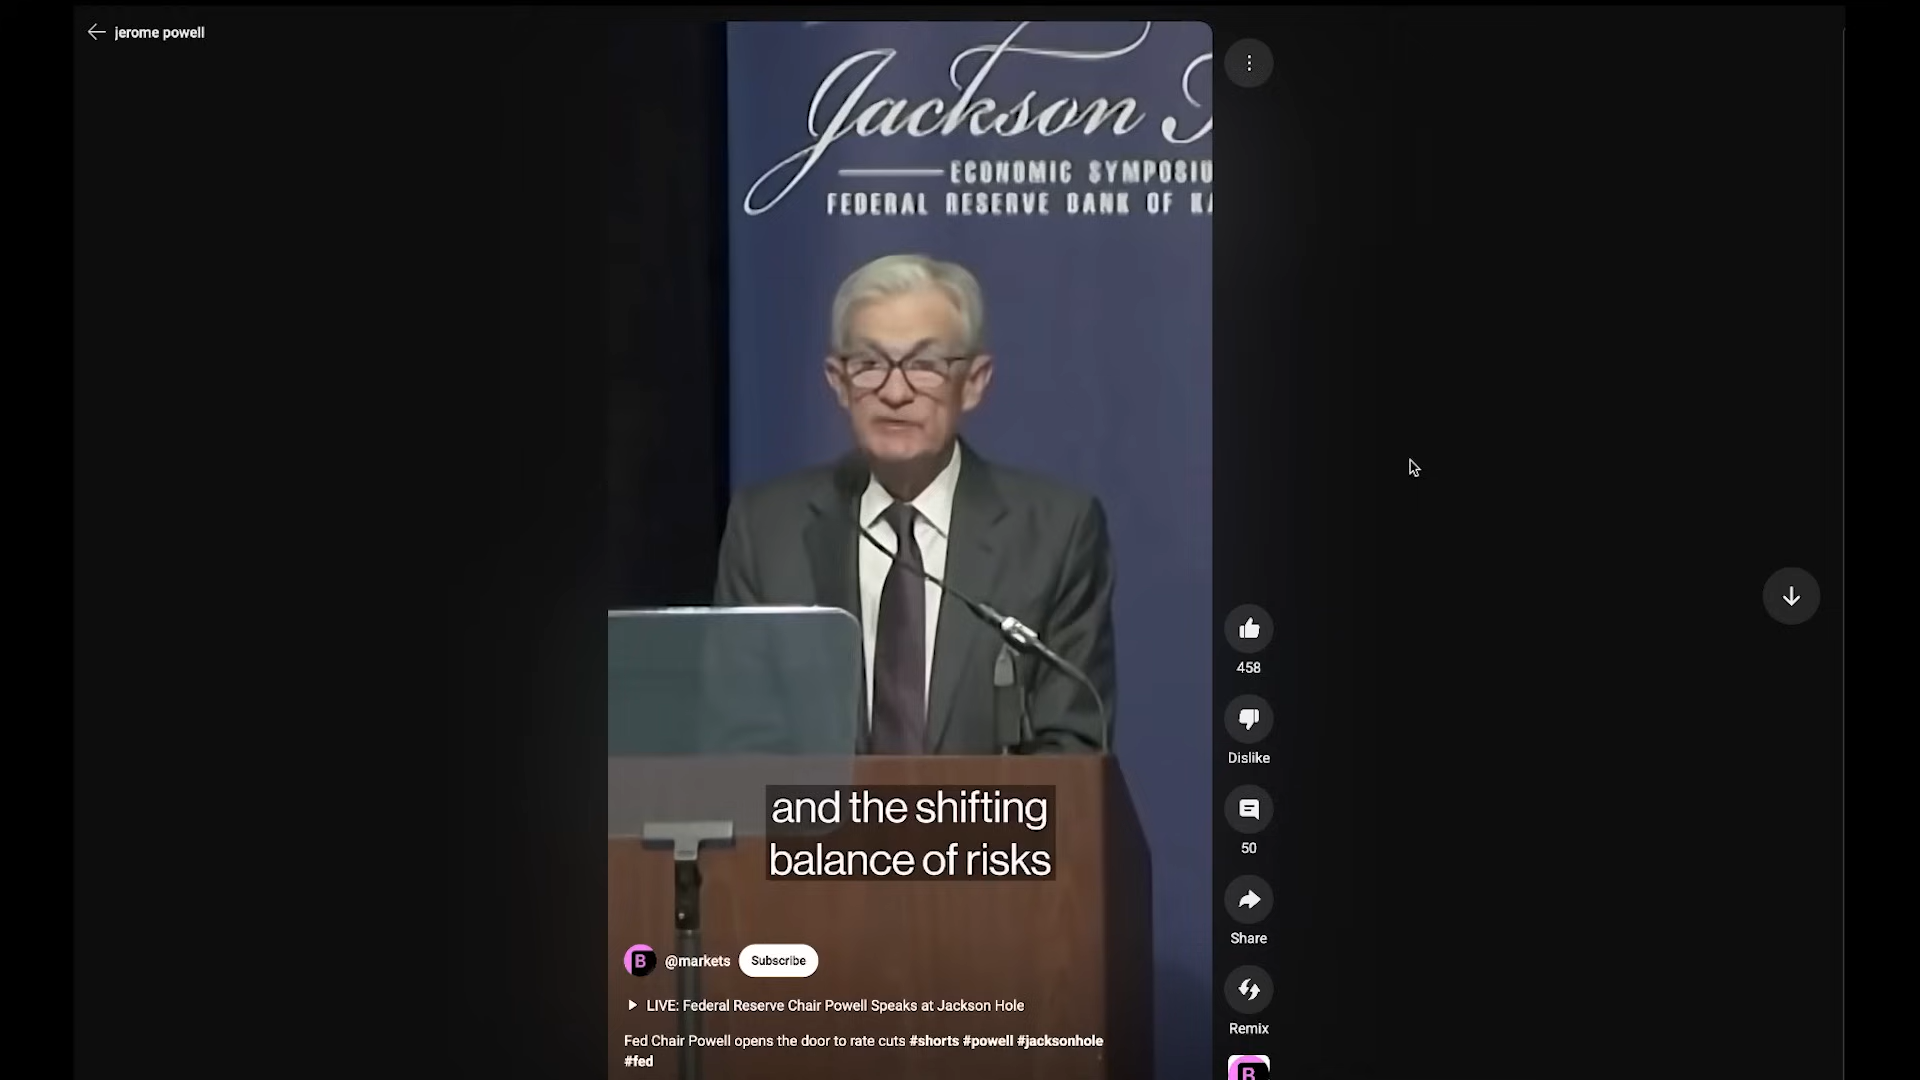 jerome powell
Jackson
ECONOMIC SYMPOSIU
FEDERAL RESERVE BANK OF KA
458
Dislike
and the shifting
balance of risks
50
Share
B
@markets
Subscribe
LIVE: Federal Reserve Chair Powell Speaks at Jackson Hole
Remix
Fed Chair Powell opens the door to rate cuts #shorts #powell #jacksonhole
#fed
B